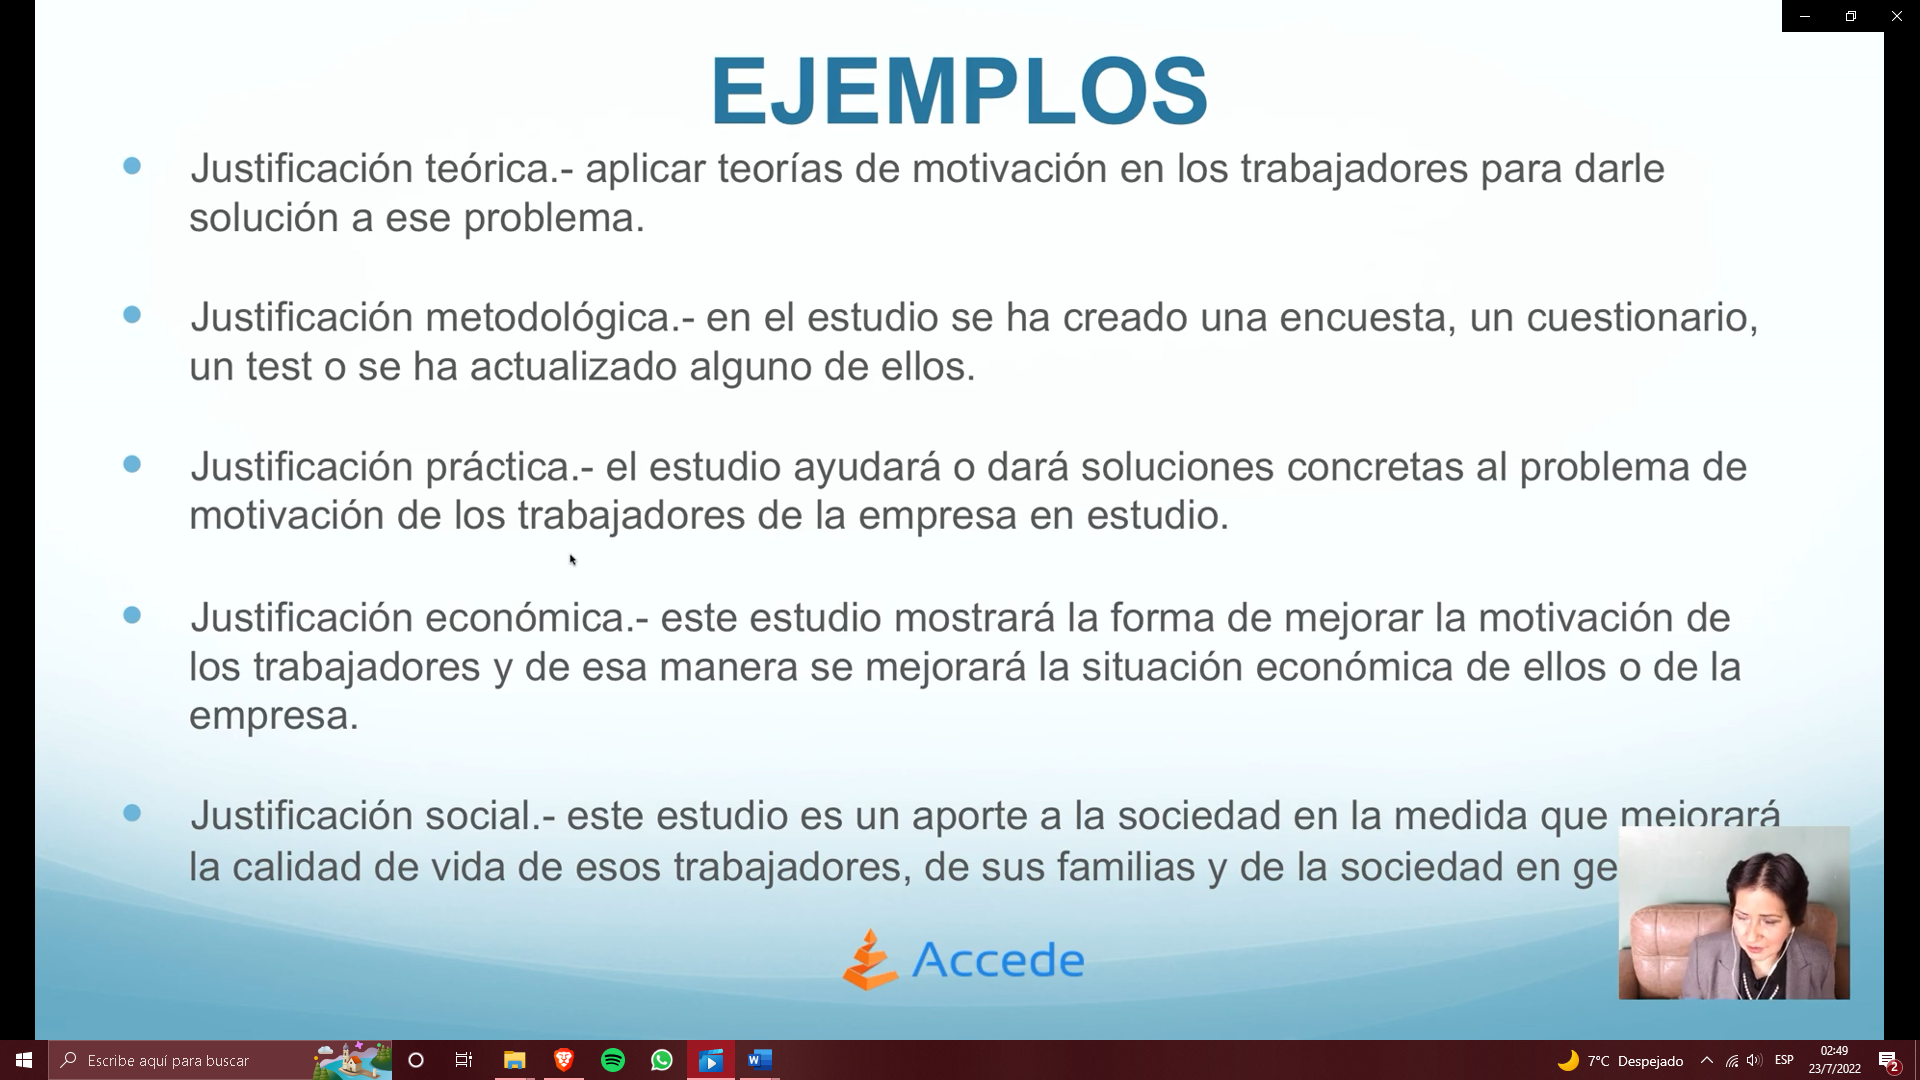 EJEMPLOS
Justificación teórica.- aplicar teorías de motivación en los trabajadores para darle
solución a ese problema.
Justificación metodológica.- en el estudio se ha creado una encuesta, un cuestionario,
un test o se ha actualizado alguno de ellos.
Justificación práctica.- el estudio ayudará o dará soluciones concretas al problema de
motivación de los trabajadores de la empresa en estudio.
Justificación económica.- este estudio mostrará la forma de mejorar la motivación de
los trabajadores y de esa manera se mejorará la situación económica de ellos o de la
empresa.
Justificación social.- este estudio es un aporte a la sociedad en la medida que mejorará
la calidad de vida de esos trabajadores, de sus familias y de la sociedad en
Accede
Escribe aquí para buscar
7°C Despejado
ESP
02:49
23/7/2022
2